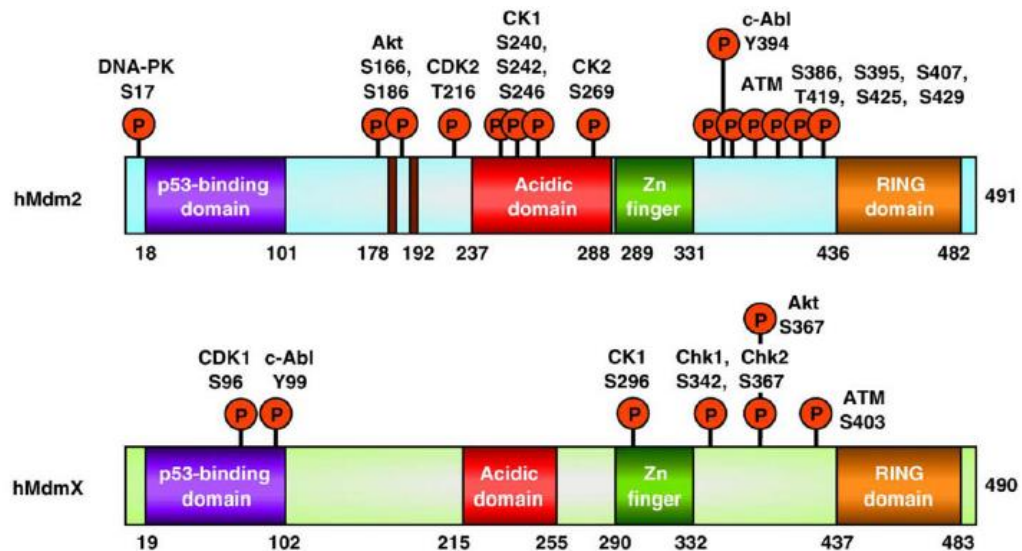 DNA-PK
S17
Akt
S166,
S186
CDK2
T216
CK1
S240,
S242,
S246
CK2
S269
c-Abl
Y394
ATM
S386, S395, S407,
T419, S425, S429
P
P P P P P P P P P P P P P P
hMdm2
p53-binding
domain
Acidic
domain
Zn
finger
RING
domain
491
18 101 178 192 237 288 289 331 436 482
Akt
S367
P
CDK1
S96
c-Abl
Y99
CK1
S296
Chk1,
S342,
Chk2
S367
ATM
S403
P P P P P P
hMdmX
p53-binding
domain
Acidic
domain
Zn
finger
RING
domain
490
19 102 215 255 290 332 437 483